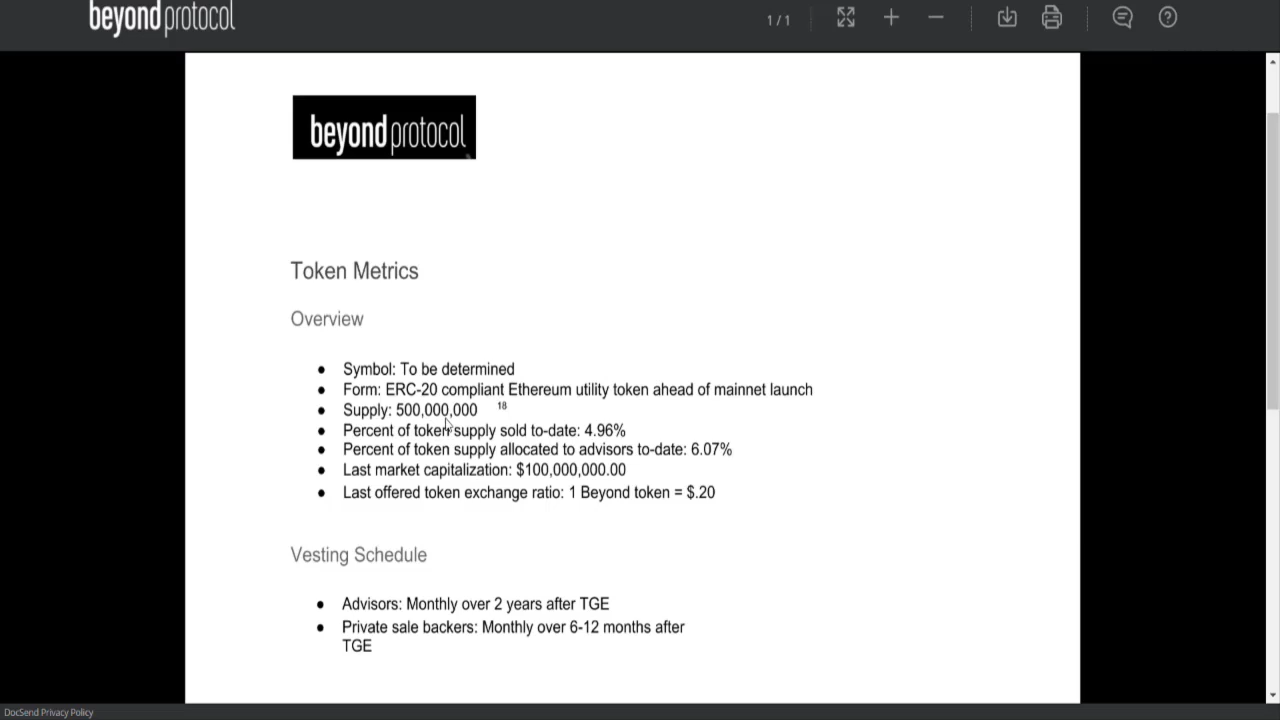 beyond protocol
1 / 1
beyond protocol
Token Metrics
Overview
● Symbol: To be determined
● Form: ERC-20 compliant Ethereum utility token ahead of mainnet launch
● Supply: 500,000,000 18
● Percent of token supply sold to-date: 4.96%
● Percent of token supply allocated to advisors to-date: 6.07%
● Last market capitalization: $100,000,000.00
● Last offered token exchange ratio: 1 Beyond token = $.20
Vesting Schedule
● Advisors: Monthly over 2 years after TGE
● Private sale backers: Monthly over 6-12 months after
TGE
DocSend Privacy Policy